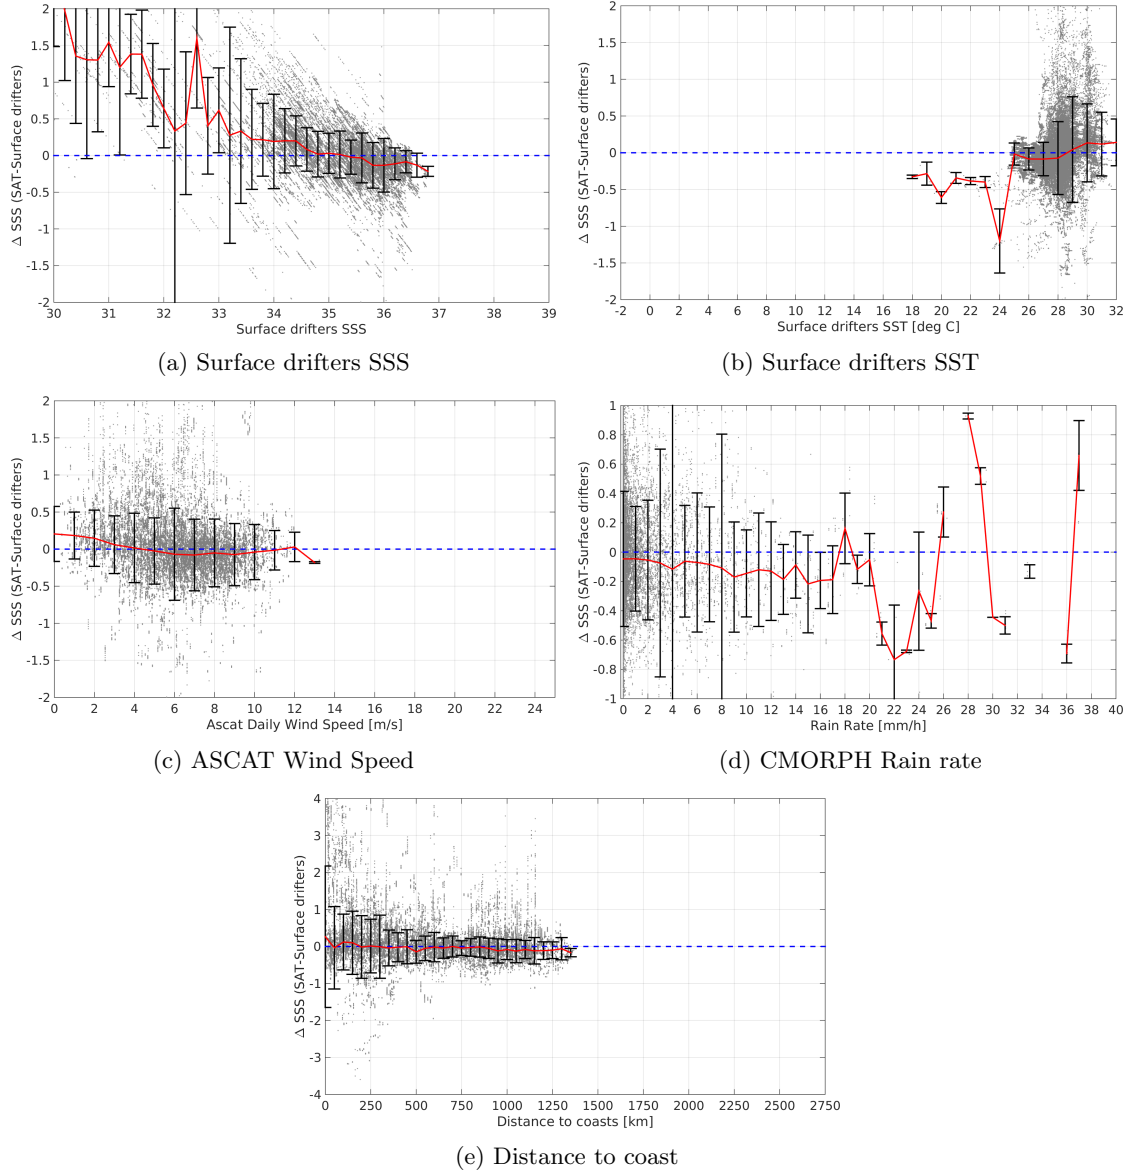 2
1.5
1
0.5
0
-0.5
-1
-1.5
-2
Δ SSS (SAT-Surface drifters)
30 31 32 33 34 35 36 37 38 39
Surface drifters SSS
(a) Surface drifters SSS
2
1.5
1
0.5
0
-0.5
-1
-1.5
-2
Δ SSS (SAT-Surface drifters)
-2 0 2 4 6 8 10 12 14 16 18 20 22 24 26 28 30 32
Surface drifters SST [deg C]
(b) Surface drifters SST
2
1.5
1
0.5
0
-0.5
-1
-1.5
-2
Δ SSS (SAT-Surface drifters)
0 2 4 6 8 10 12 14 16 18 20 22 24
Ascat Daily Wind Speed [m/s]
(c) ASCAT Wind Speed
1
0.8
0.6
0.4
0.2
0
-0.2
-0.4
-0.6
-0.8
-1
Δ SSS (SAT-Surface drifters)
0 2 4 6 8 10 12 14 16 18 20 22 24 26 28 30 32 34 36 38 40
Rain Rate [mm/h]
(d) CMORPH Rain rate
4
3
2
1
0
-1
-2
-3
-4
Δ SSS (SAT-Surface drifters)
0 250 500 750 1000 1250 1500 1750 2000 2250 2500 2750
Distance to coasts [km]
(e) Distance to coast